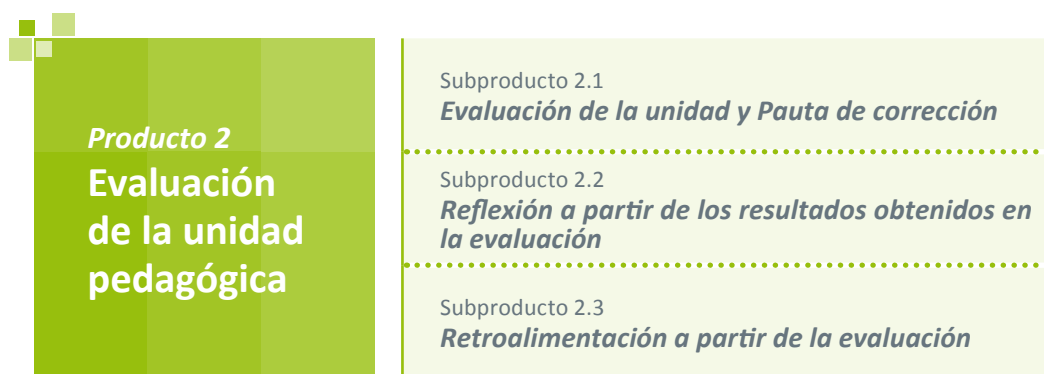 Producto 2
Evaluación
de la unidad
pedagógica
Subproducto 2.1
Evaluación de la unidad y Pauta de corrección
Subproducto 2.2
Reflexión a partir de los resultados obtenidos en
la evaluación
Subproducto 2.3
Retroalimentación a partir de la evaluación